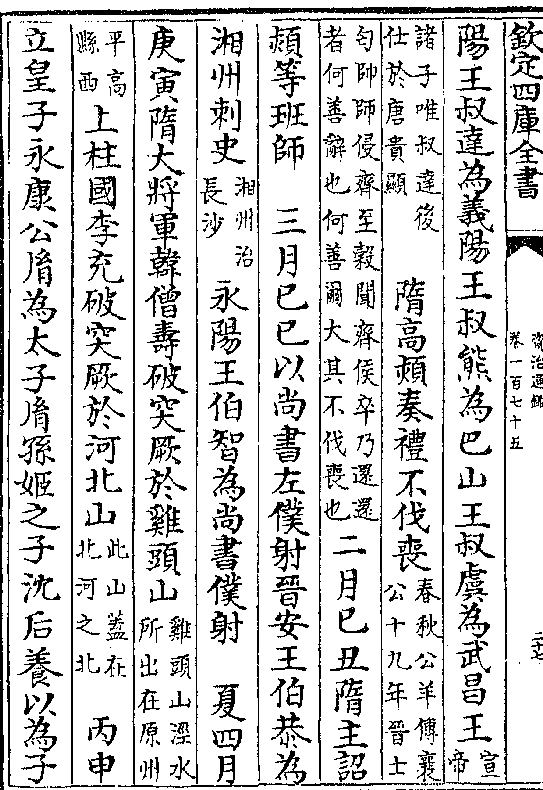 欽定四庫全書
資治通鑑
卷一百七十五
陽王叔達為義陽王叔熊為巴山王叔虞為武昌王宣帝
諸子唯叔達後仕於唐貴顯 隋高熲奏禮不伐喪春秋公羊傳襄公十九年晉士
匄帥師侵齊至穀聞齊侯卒乃還還者何善辭也何善爾大其不伐喪也 二月己丑隋主詔
熲等班師 三月己巳以尚書左僕射晉安王伯恭為
湘州刺史湘州治長沙 永陽王伯智為尚書僕射 夏四月
庚寅隋大將軍韓僧壽破突厥於雞頭山雞頭山涇水所出在原州
平高縣西上柱國李充破突厥於河北山此山蓋在北河之北 丙申
立皇子永康公胤為太子胤孫姬之子沈后養以為子